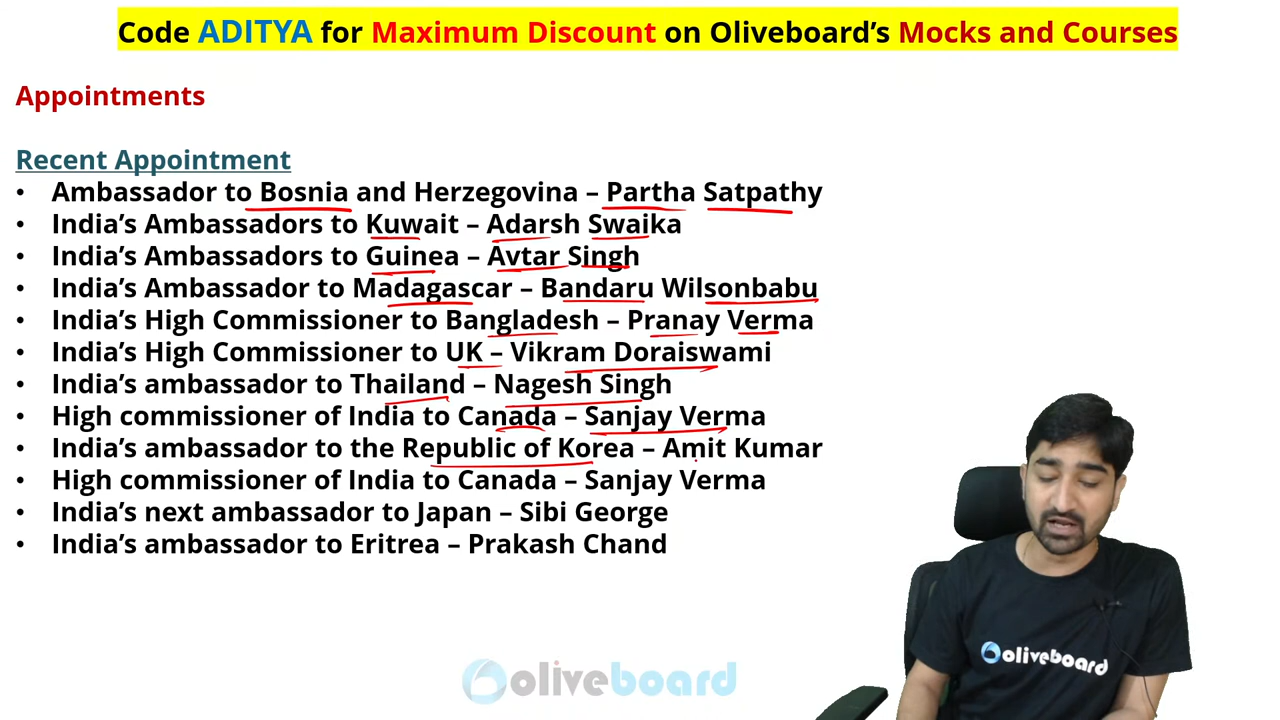 Code ADITYA for Maximum Discount on Oliveboard’s Mocks and Courses
Appointments
Recent Appointment
• Ambassador to Bosnia and Herzegovina – Partha Satpathy
• India’s Ambassadors to Kuwait – Adarsh Swaika
• India’s Ambassadors to Guinea – Avtar Singh
• India’s Ambassador to Madagascar – Bandaru Wilsonbabu
• India’s High Commissioner to Bangladesh – Pranay Verma
• India’s High Commissioner to UK – Vikram Doraiswami
• India’s ambassador to Thailand – Nagesh Singh
• High commissioner of India to Canada – Sanjay Verma
• India’s ambassador to the Republic of Korea – Amit Kumar
• High commissioner of India to Canada – Sanjay Verma
• India’s next ambassador to Japan – Sibi George
• India’s ambassador to Eritrea – Prakash Chand
oliveboard
oliveboard